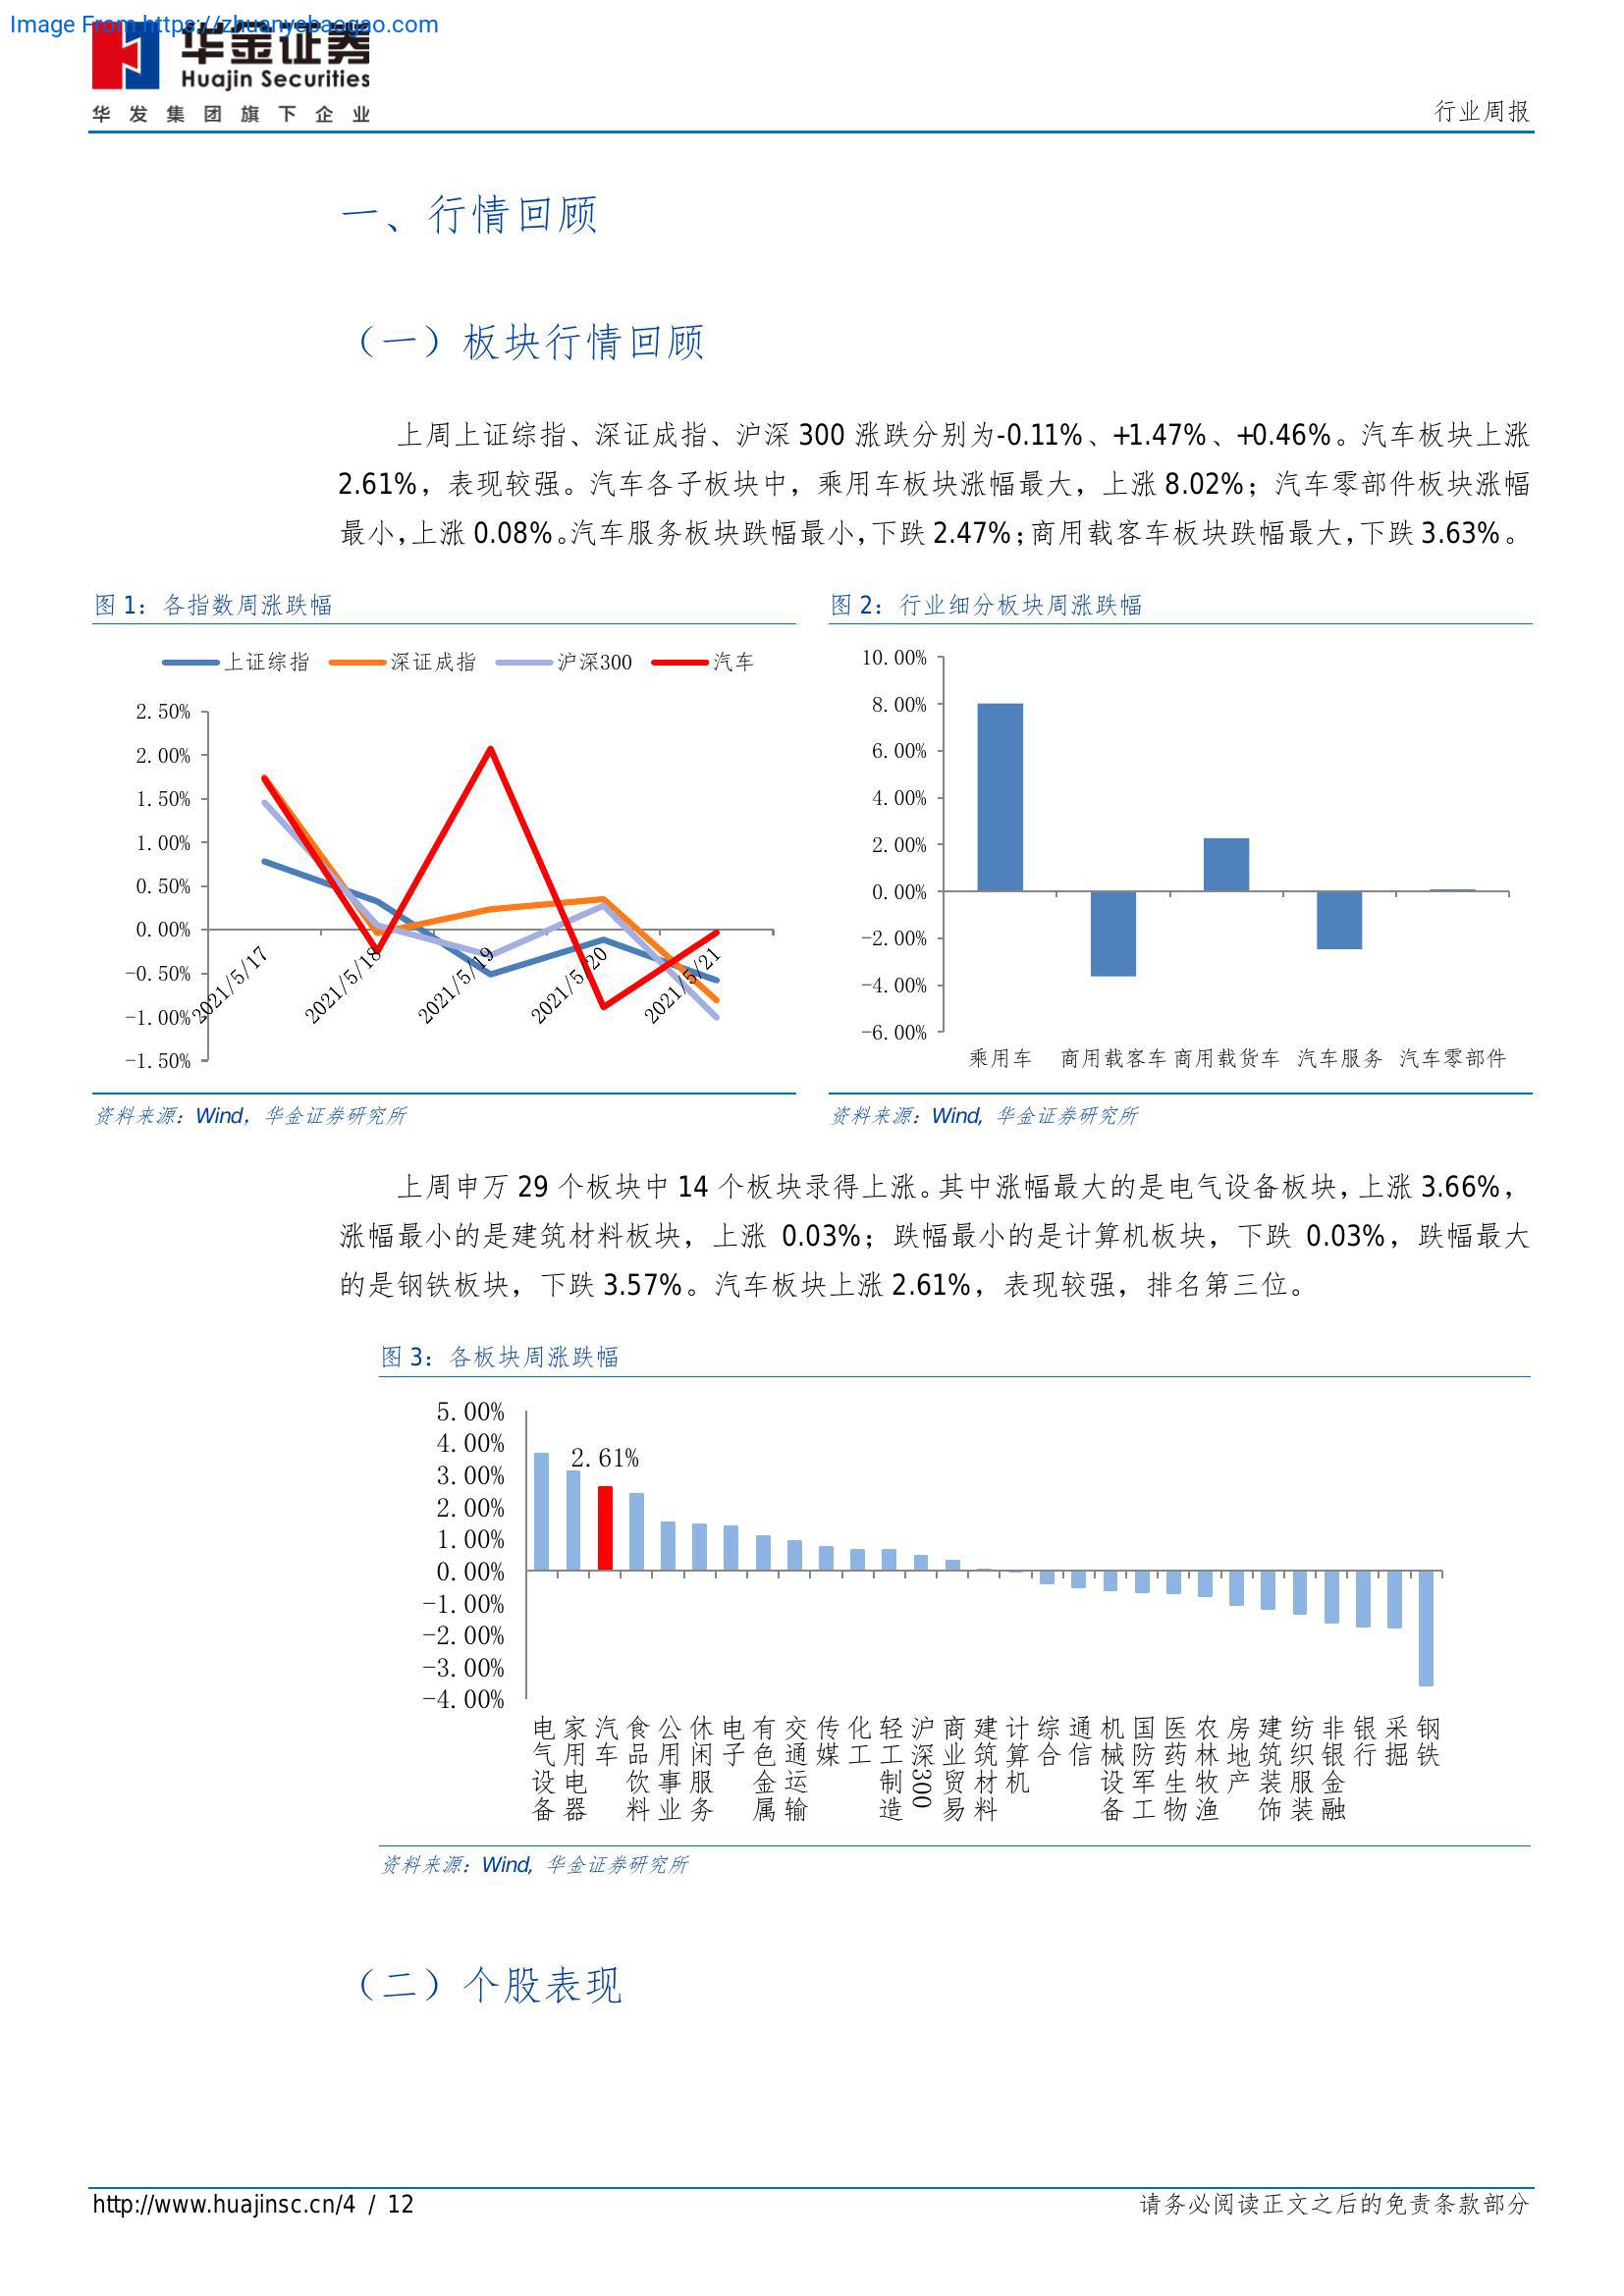 Image From https://zhuanyebaogao.com
华金证券
Huajin Securities
华发集团旗下企业
行业周报
一、行情回顾
（一）板块行情回顾
上周上证综指、深证成指、沪深 300 涨跌分别为-0.11%、+1.47%、+0.46%。汽车板块上涨
2.61%，表现较强。汽车各子板块中，乘用车板块涨幅最大，上涨 8.02%；汽车零部件板块涨幅
最小，上涨 0.08%。汽车服务板块跌幅最小，下跌 2.47%；商用载客车板块跌幅最大，下跌 3.63%。
图 1：各指数周涨跌幅
上证综指 深证成指 沪深300 汽车
2.50%
2.00%
1.50%
1.00%
0.50%
0.00%
-0.50%
-1.00%
-1.50%
2021/5/17 2021/5/18 2021/5/19 2021/5/20 2021/5/21
资料来源：Wind，华金证券研究所
图 2：行业细分板块周涨跌幅
10.00%
8.00%
6.00%
4.00%
2.00%
0.00%
-2.00%
-4.00%
-6.00%
乘用车 商用载客车 商用载货车 汽车服务 汽车零部件
资料来源：Wind, 华金证券研究所
上周申万 29 个板块中 14 个板块录得上涨。其中涨幅最大的是电气设备板块，上涨 3.66%，
涨幅最小的是建筑材料板块，上涨 0.03%；跌幅最小的是计算机板块，下跌 0.03%，跌幅最大
的是钢铁板块，下跌 3.57%。汽车板块上涨 2.61%，表现较强，排名第三位。
图 3：各板块周涨跌幅
5.00%
4.00%
3.00%
2.00%
1.00%
0.00%
-1.00%
-2.00%
-3.00%
-4.00%
2.61%
电气设备
家用电器
汽车
食品饮料
公用事业
休闲服务
电子
有色金属
交通运输
传媒
化工
轻工制造
沪深300
商业贸易
建筑材料
计算机
综合
通信
机械设备
国防军工
医药生物
农林牧渔
房地产
建筑装饰
纺织服装
非银金融
银行
采掘
钢铁
资料来源：Wind, 华金证券研究所
（二）个股表现
http://www.huajinsc.cn/4 / 12
请务必阅读正文之后的免责条款部分